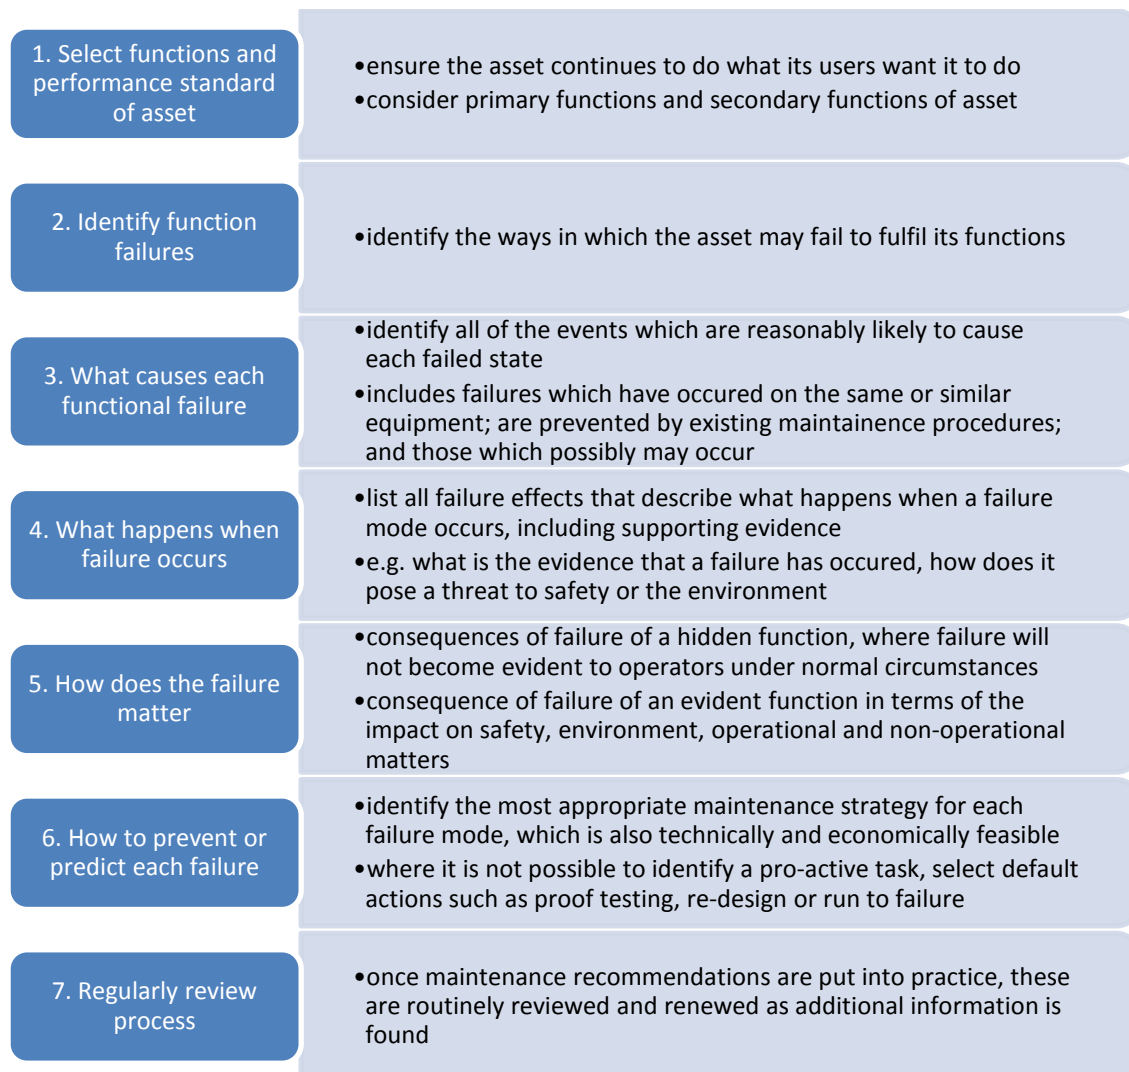 1. Select functions and
performance standard
of asset
•ensure the asset continues to do what its users want it to do
•consider primary functions and secondary functions of asset
2. Identify function
failures
•identify the ways in which the asset may fail to fulfil its functions
3. What causes each
functional failure
•identify all of the events which are reasonably likely to cause
each failed state
•includes failures which have occured on the same or similar
equipment; are prevented by existing maintainence procedures;
and those which possibly may occur
4. What happens when
failure occurs
•list all failure effects that describe what happens when a failure
mode occurs, including supporting evidence
•e.g. what is the evidence that a failure has occured, how does it
pose a threat to safety or the environment
5. How does the failure
matter
•consequences of failure of a hidden function, where failure will
not become evident to operators under normal circumstances
•consequence of failure of an evident function in terms of the
impact on safety, environment, operational and non-operational
matters
6. How to prevent or
predict each failure
•identify the most appropriate maintenance strategy for each
failure mode, which is also technically and economically feasible
•where it is not possible to identify a pro-active task, select default
actions such as proof testing, re-design or run to failure
7. Regularly review
process
•once maintenance recommendations are put into practice, these
are routinely reviewed and renewed as additional information is
found